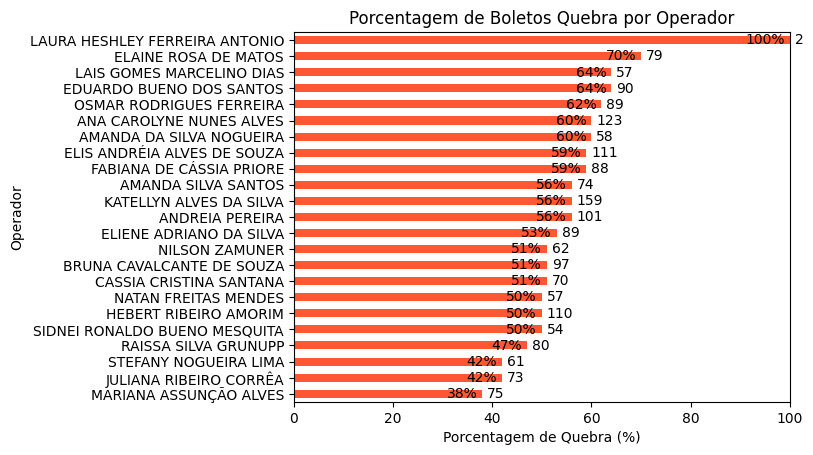 Porcentagem de Boletos Quebra por Operador
LAURA HESHLEY FERREIRA ANTONIO 100% 2
ELAINE ROSA DE MATOS 70% 79
LAIS GOMES MARCELINO DIAS 64% 57
EDUARDO BUENO DOS SANTOS 64% 90
OSMAR RODRIGUES FERREIRA 62% 89
ANA CAROLYNE NUNES ALVES 60% 123
AMANDA DA SILVA NOGUEIRA 60% 58
ELIS ANDRÉIA ALVES DE SOUZA 59% 111
FABIANA DE CÁSSIA PRIORE 59% 88
AMANDA SILVA SANTOS 56% 74
KATELLYN ALVES DA SILVA 56% 159
ANDREIA PEREIRA 56% 101
ELIENE ADRIANO DA SILVA 53% 89
NILSON ZAMUNER 51% 62
BRUNA CAVALCANTE DE SOUZA 51% 97
CASSIA CRISTINA SANTANA 51% 70
NATAN FREITAS MENDES 50% 57
HEBERT RIBEIRO AMORIM 50% 110
SIDNEI RONALDO BUENO MESQUITA 50% 54
RAISSA SILVA GRUNUPP 47% 80
STEFANY NOGUEIRA LIMA 42% 61
JULIANA RIBEIRO CORRÊA 42% 73
MARIANA ASSUNÇÃO ALVES 38% 75
Operador
0 20 40 60 80 100
Porcentagem de Quebra (%)